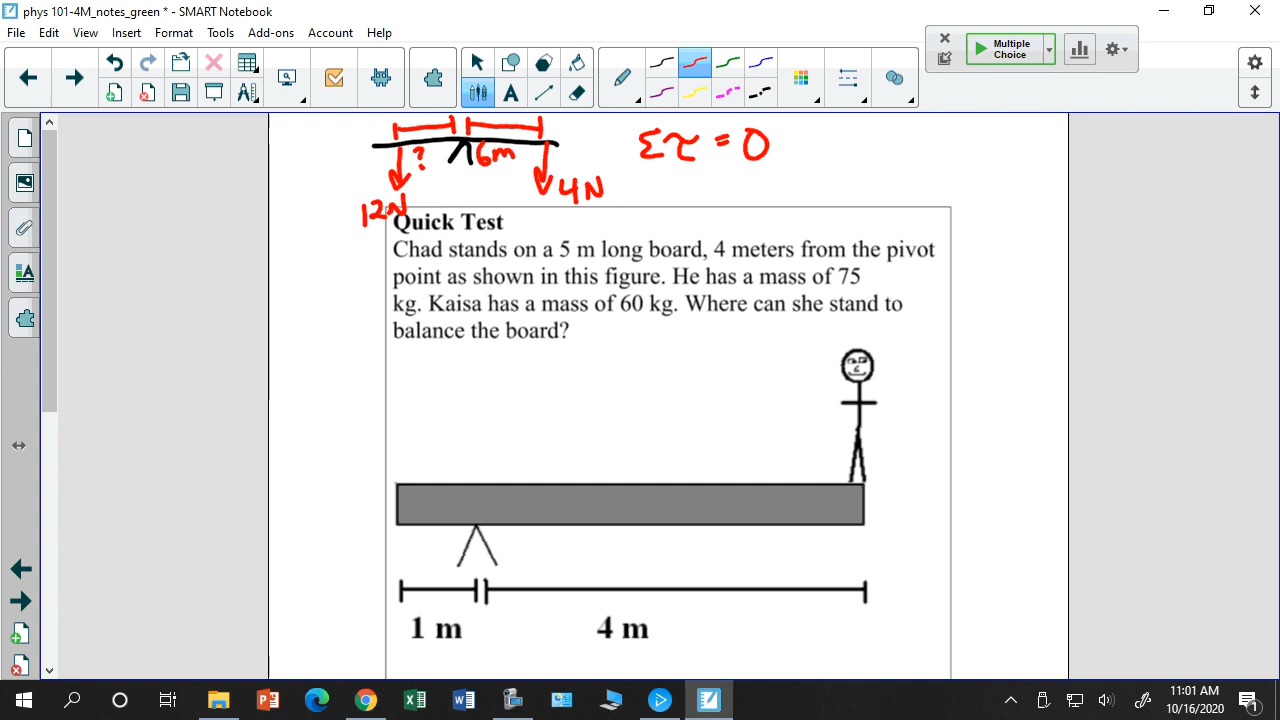 phys 101-4M_notes_green * - SMART Notebook
File Edit View Insert Format Tools Add-ons Account Help
Multiple
Choice
A
? 6m
Στ = 0
12N
4N
Quick Test
Chad stands on a 5 m long board, 4 meters from the pivot
point as shown in this figure. He has a mass of 75
kg. Kaisa has a mass of 60 kg. Where can she stand to
balance the board?
1 m
4 m
11:01 AM
10/16/2020